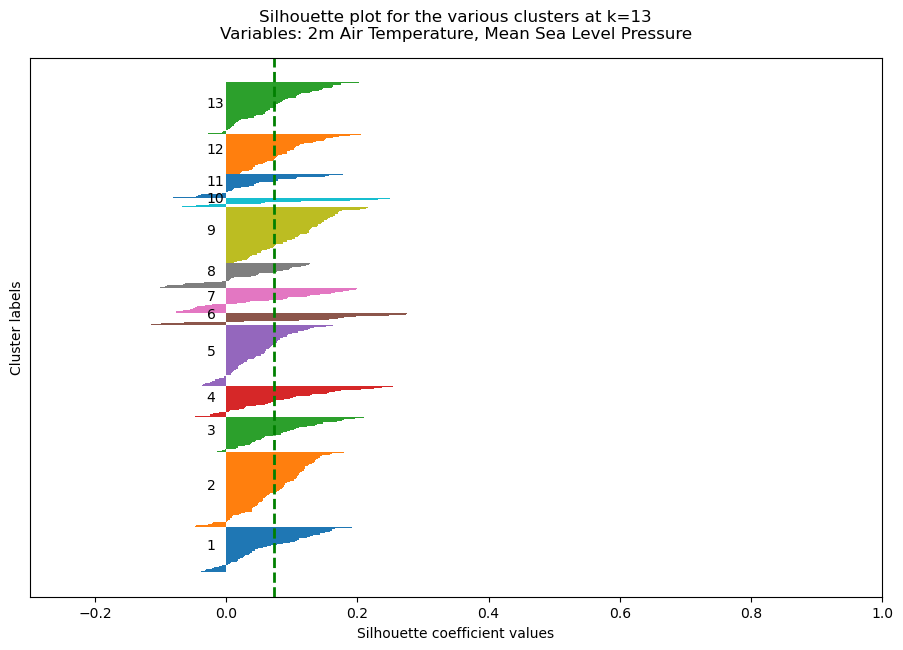 Silhouette plot for the various clusters at k=13
Variables: 2m Air Temperature, Mean Sea Level Pressure
Cluster labels
13
12
11
10
9
8
7
6
5
4
3
2
1
−0.2 0.0 0.2 0.4 0.6 0.8 1.0
Silhouette coefficient values